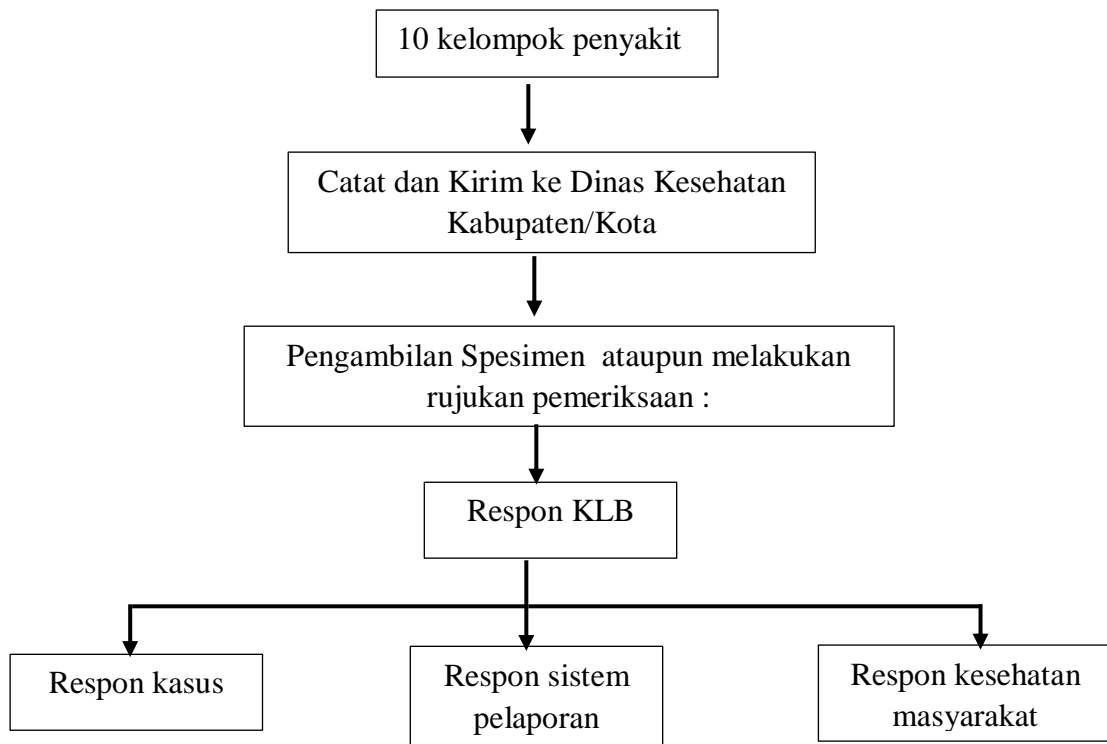 10 kelompok penyakit
Catat dan Kirim ke Dinas Kesehatan
Kabupaten/Kota
Pengambilan Spesimen ataupun melakukan
rujukan pemeriksaan :
Respon KLB
Respon kasus
Respon sistem
pelaporan
Respon kesehatan
masyarakat